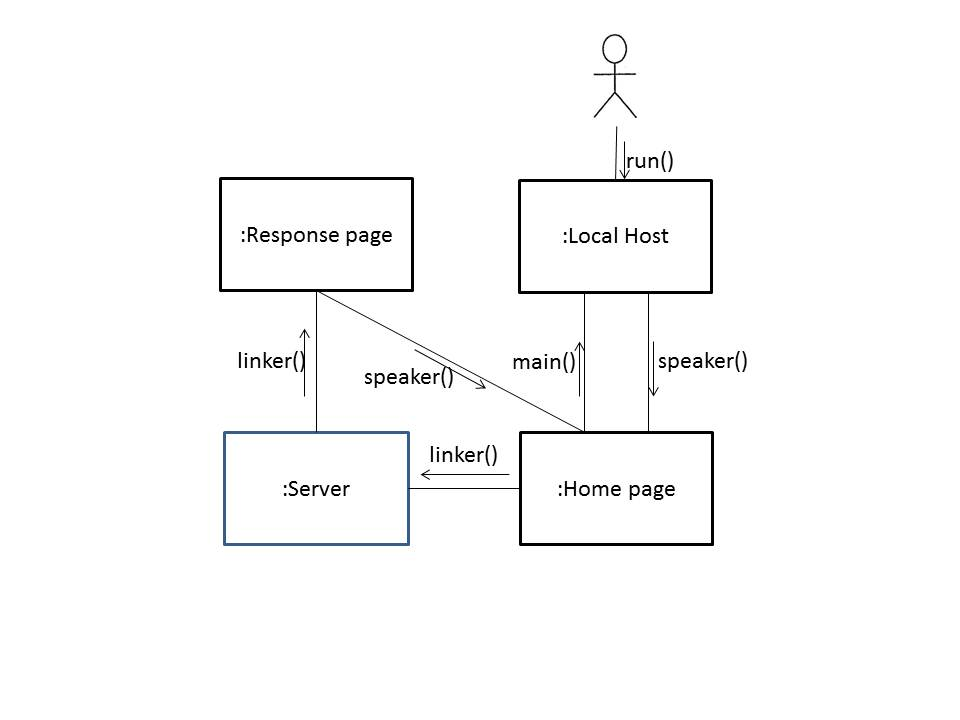 run()
:Response page
:Local Host
linker()
speaker()
main()
speaker()
linker()
:Server
:Home page